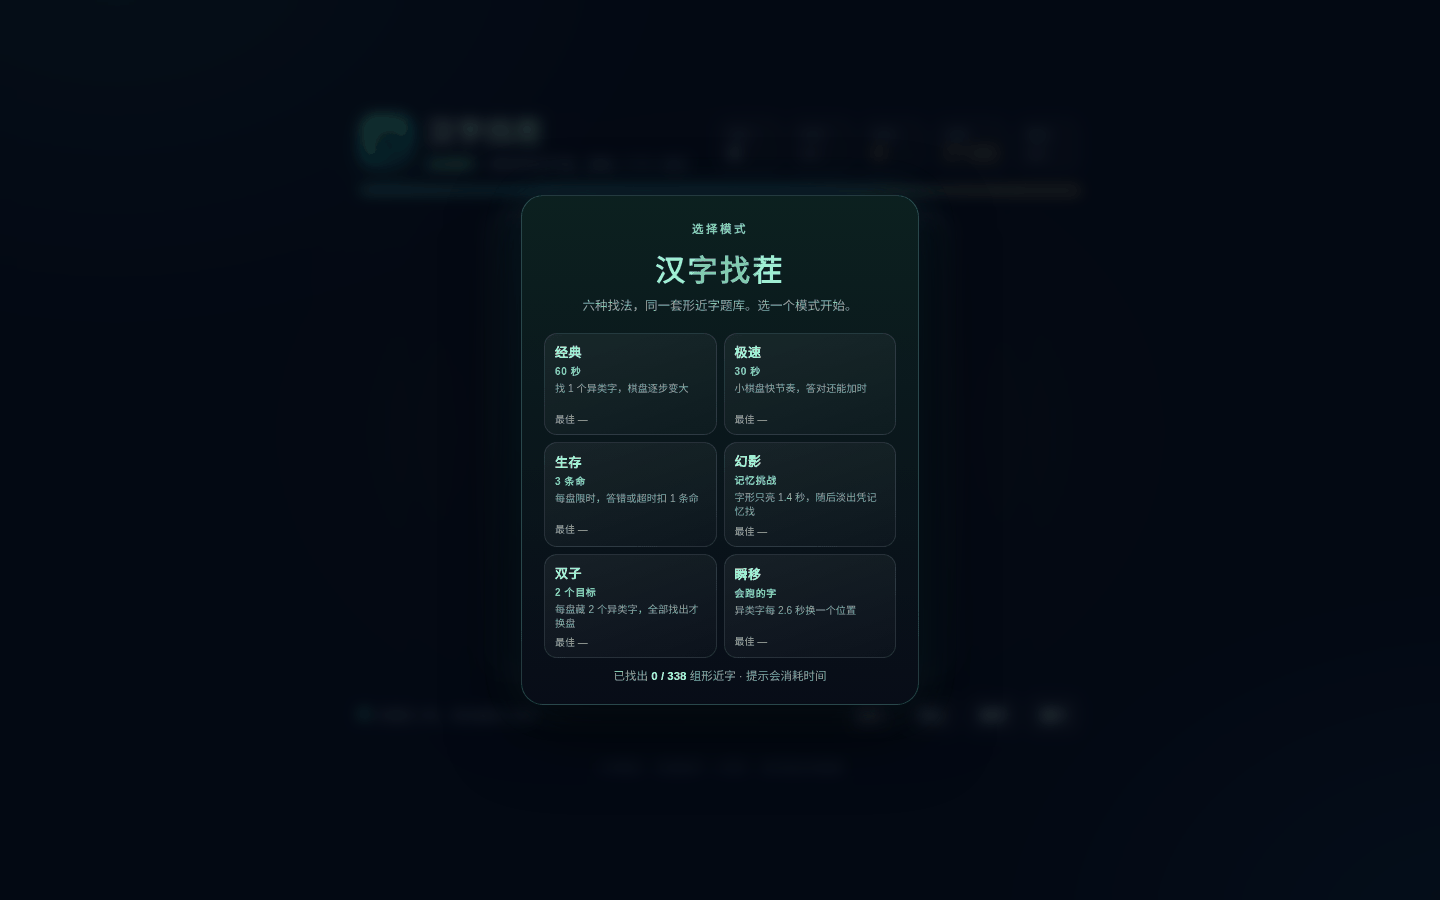 选择模式
汉字找茬
六种找法，同一套形近字题库。选一个模式开始。
经典
60 秒
找 1 个异类字，棋盘逐步变大
最佳 —
极速
30 秒
小棋盘快节奏，答对还能加时
最佳 —
生存
3 条命
每盘限时，答错或超时扣 1 条命
最佳 —
幻影
记忆挑战
字形只亮 1.4 秒，随后淡出凭记
忆找
最佳 —
双子
2 个目标
每盘藏 2 个异类字，全部找出才
换盘
最佳 —
瞬移
会跑的字
异类字每 2.6 秒换一个位置
最佳 —
已找出 0 / 338 组形近字 · 提示会消耗时间